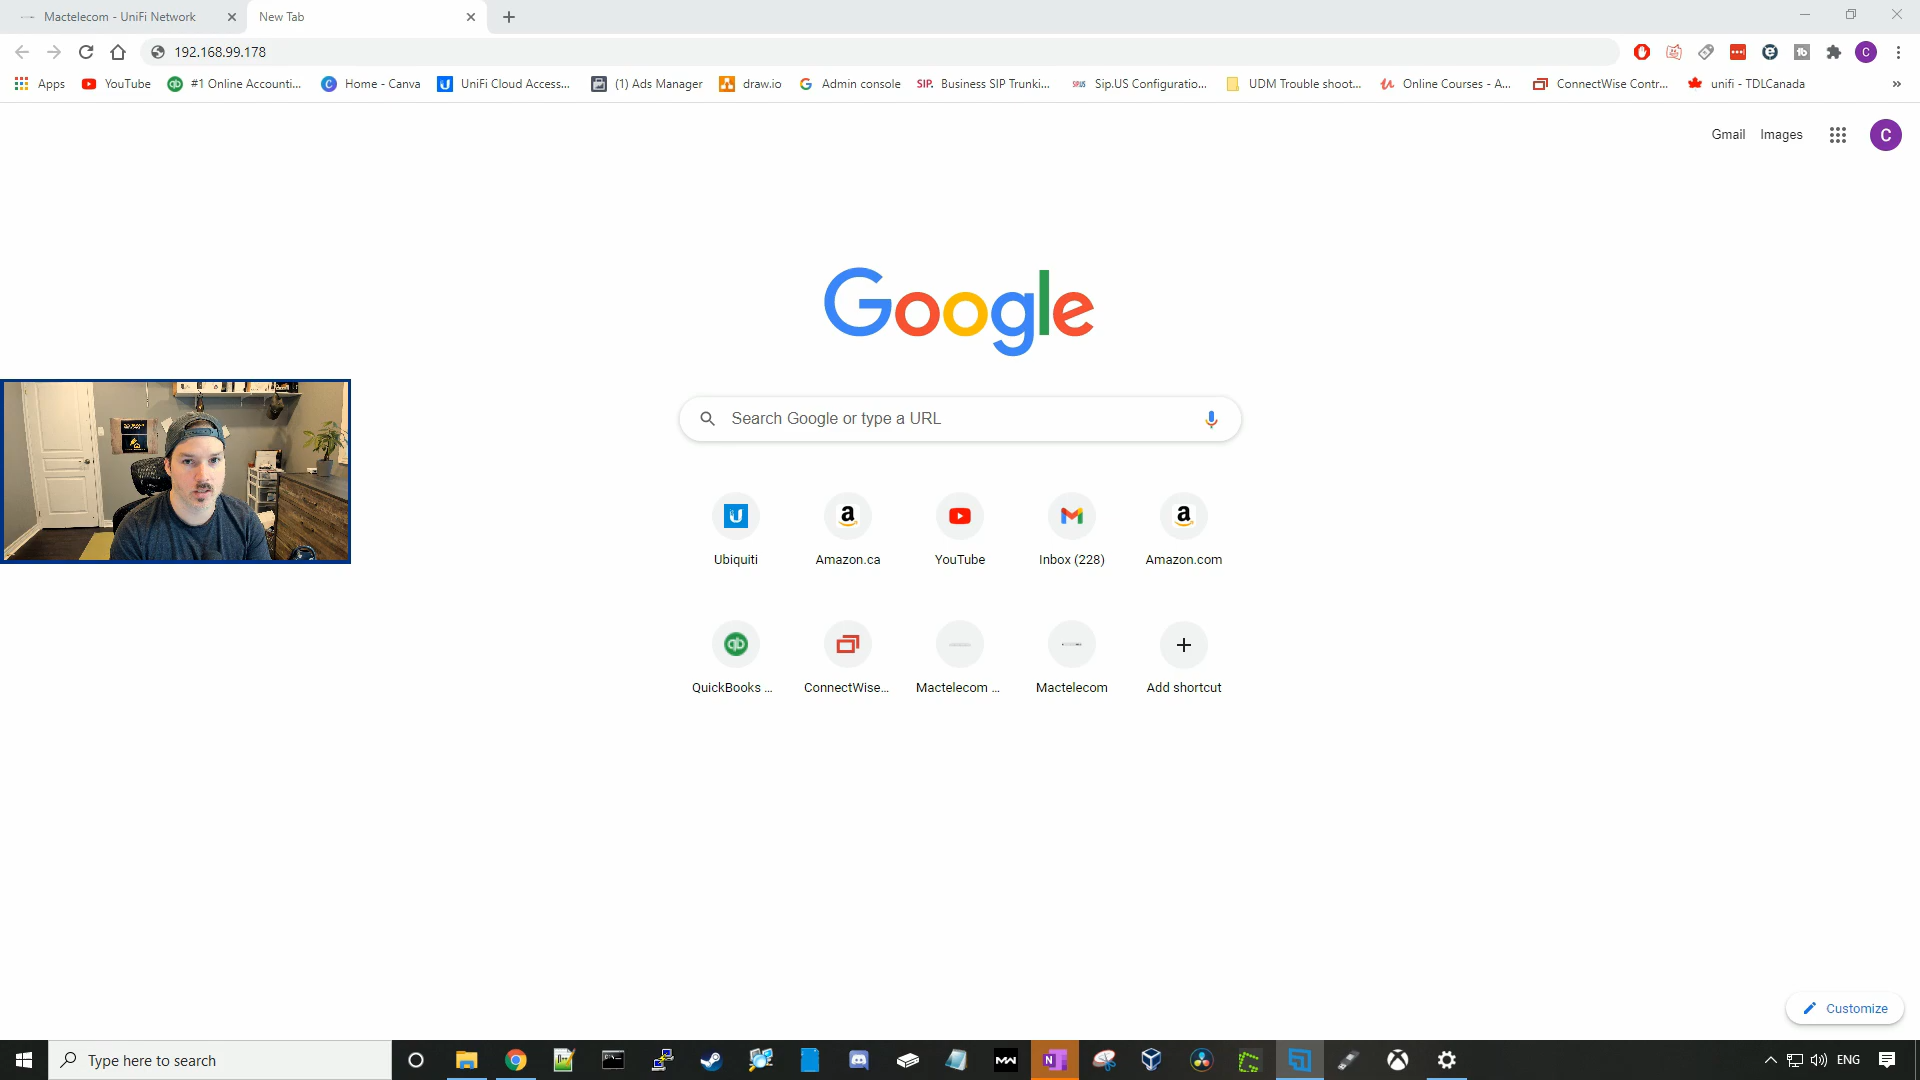 Mactelecom - UniFi Network
New Tab
192.168.99.178
Apps
YouTube
#1 Online Accounti...
Home - Canva
UniFi Cloud Access...
(1) Ads Manager
draw.io
Admin console
SIP. Business SIP Trunki...
Sip.US Configuratio...
UDM Trouble shoot...
Online Courses - A...
ConnectWise Contr...
unifi - TDLCanada
»
Gmail
Images
C
Google
Search Google or type a URL
Ubiquiti
Amazon.ca
YouTube
Inbox (228)
Amazon.com
QuickBooks ...
ConnectWise...
Mactelecom ...
Mactelecom
Add shortcut
Customize
Type here to search
ENG